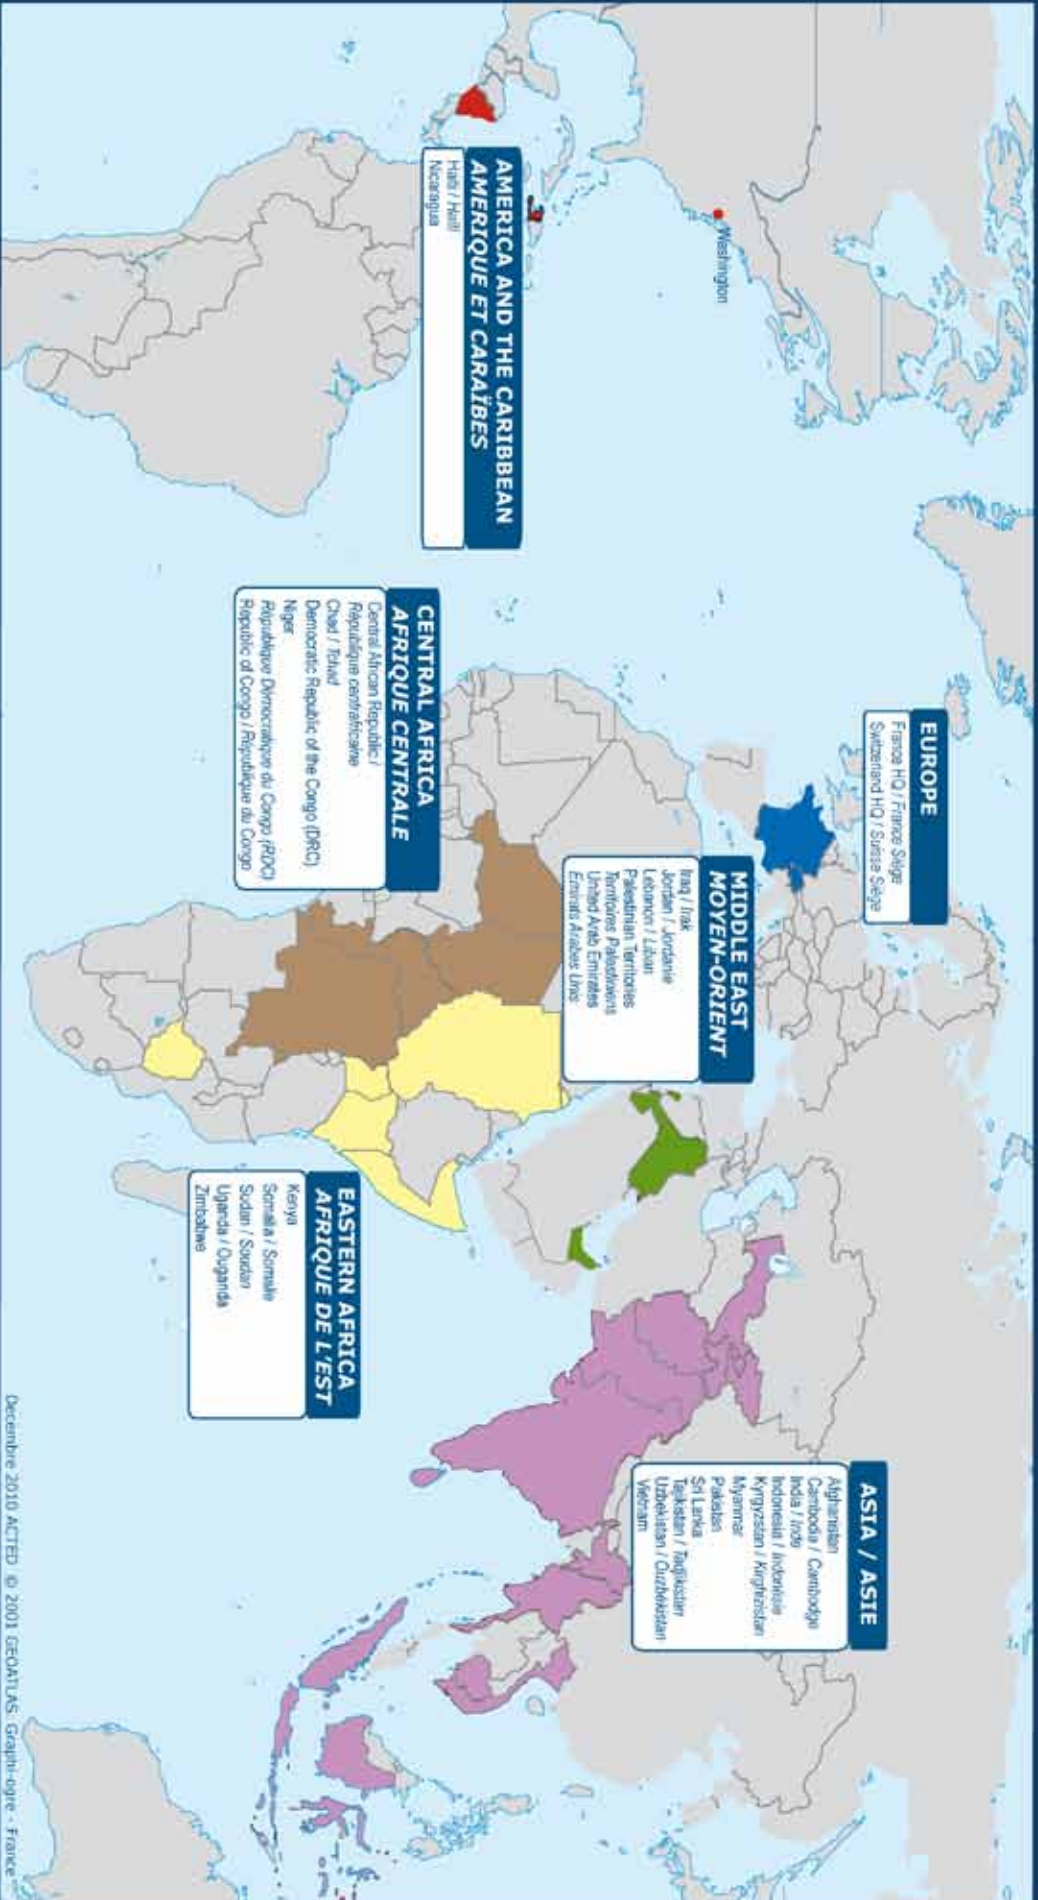 Washington
AMERICA AND THE CARIBBEAN
AMERIQUE ET CARAÏBES
Haiti / Haïti
Nicaragua
EUROPE
France HQ / France Siège
Switzerland HQ / Suisse Siège
CENTRAL AFRICA
AFRIQUE CENTRALE
Central African Republic /
République centrafricaine
Chad / Tchad
Democratic Republic of the Congo (DRC)
Niger
République Démocratique du Congo (RDC)
Republic of Congo / République du Congo
MIDDLE EAST
MOYEN-ORIENT
Iraq / Irak
Jordan / Jordanie
Lebanon / Liban
Palestinian Territories
Territoires Palestiniens
United Arab Emirates
Emirats Arabes Unis
EASTERN AFRICA
AFRIQUE DE L'EST
Kenya
Somalia / Somalie
Sudan / Soudan
Uganda / Ouganda
Zimbabwe
ASIA / ASIE
Afghanistan
Cambodia / Cambodge
India / Inde
Indonesia / Indonésie
Kyrgyzstan / Kirghizistan
Myanmar
Pakistan
Sri Lanka
Tajikistan / Tadjikistan
Uzbekistan / Ouzbékistan
Vietnam
Decembre 2010 ACTED © 2001 GEOATLAS Graphi-ogre - France